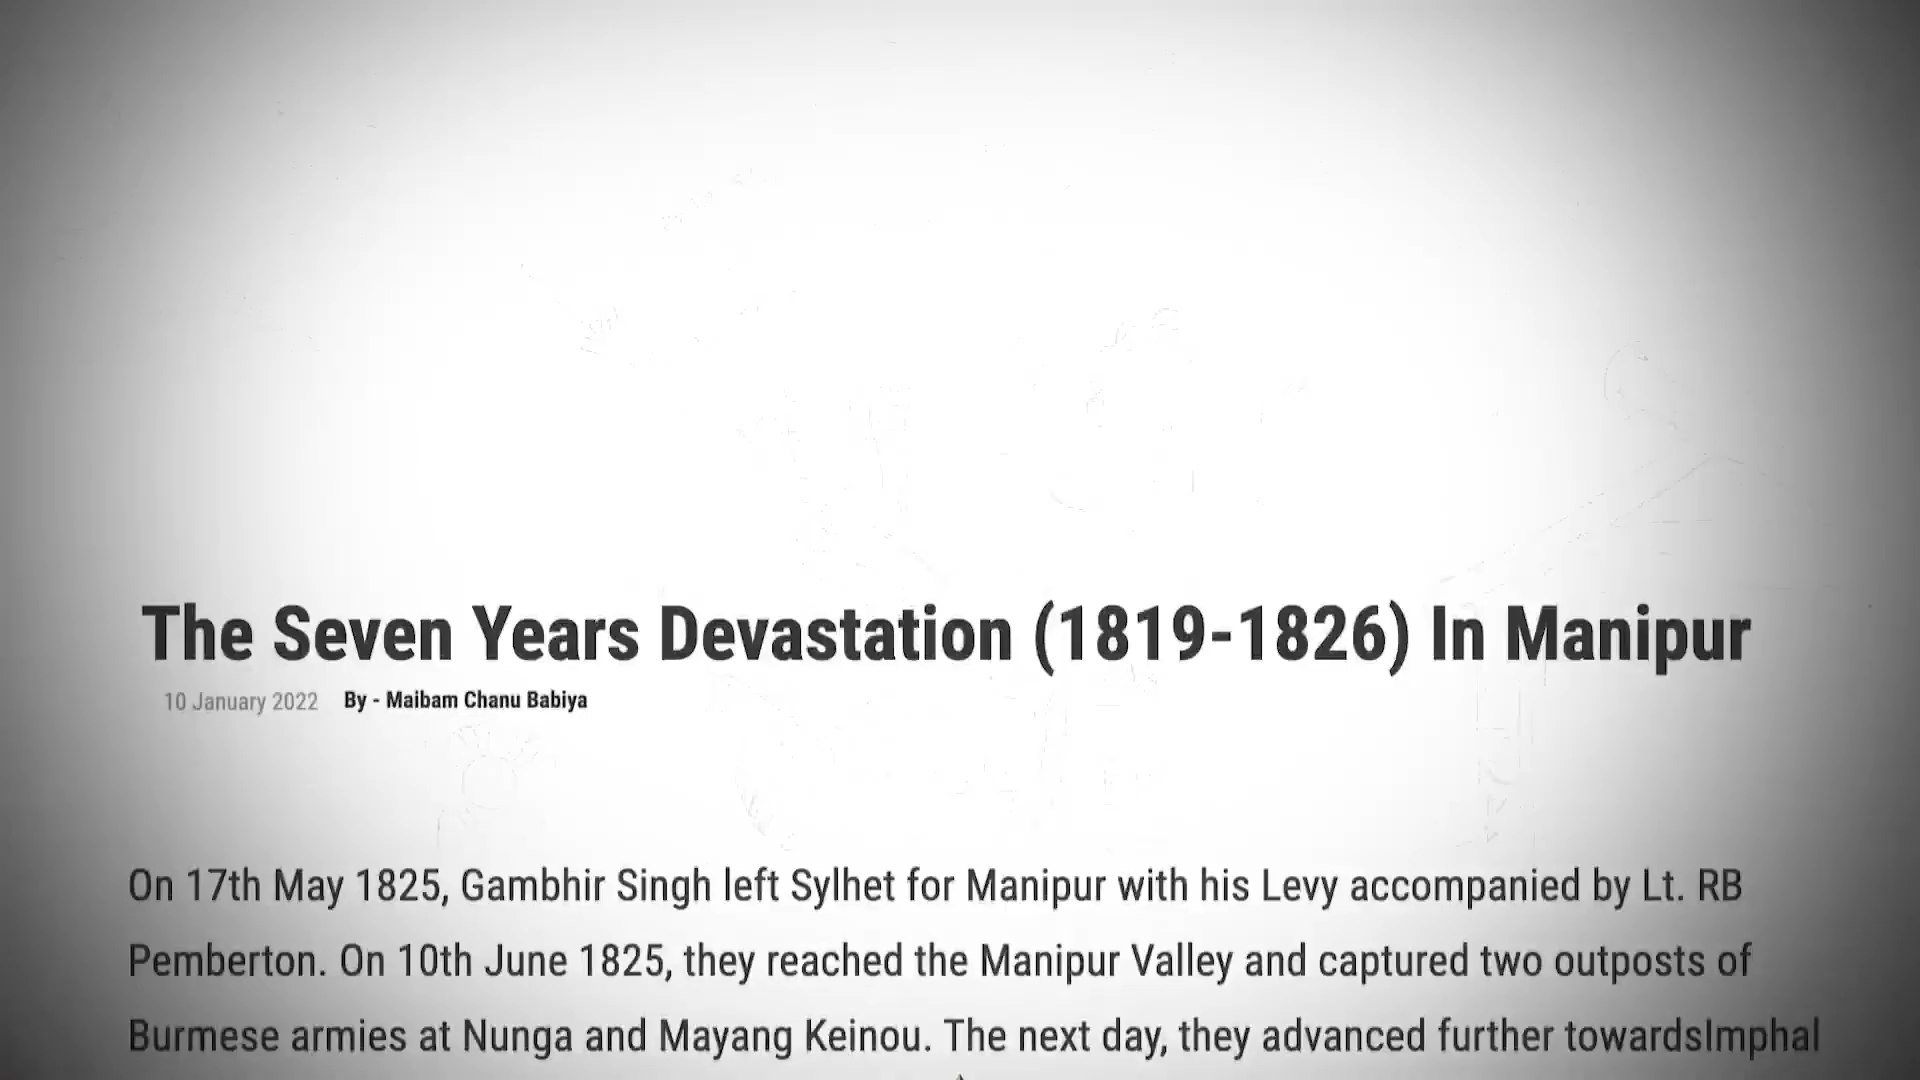 The Seven Years Devastation (1819-1826) In Manipur
10 January 2022 By - Maibam Chanu Babiya
On 17th May 1825, Gambhir Singh left Sylhet for Manipur with his Levy accompanied by Lt. RB
Pemberton. On 10th June 1825, they reached the Manipur Valley and captured two outposts of
Burmese armies at Nunga and Mayang Keinou. The next day, they advanced further towardsImphal